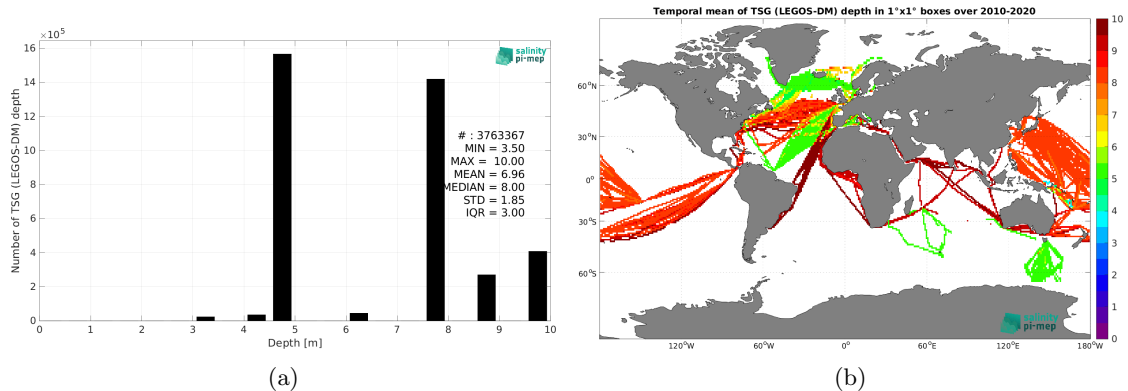 salinity
pi-mep
×10⁵
16
14
12
10
8
6
4
2
0
# : 3763367
MIN = 3.50
MAX = 10.00
MEAN = 6.96
MEDIAN = 8.00
STD = 1.85
IQR = 3.00
Number of TSG (LEGOS-DM) depth
0 1 2 3 4 5 6 7 8 9 10
Depth [m]
(a)
Temporal mean of TSG (LEGOS-DM) depth in 1°x1° boxes over 2010-2020
60°N
30°N
0°
30°S
60°S
120°W 60°W 0° 60°E 120°E 180°W
salinity
pi-mep
10
9
8
7
6
5
4
3
2
1
0
(b)